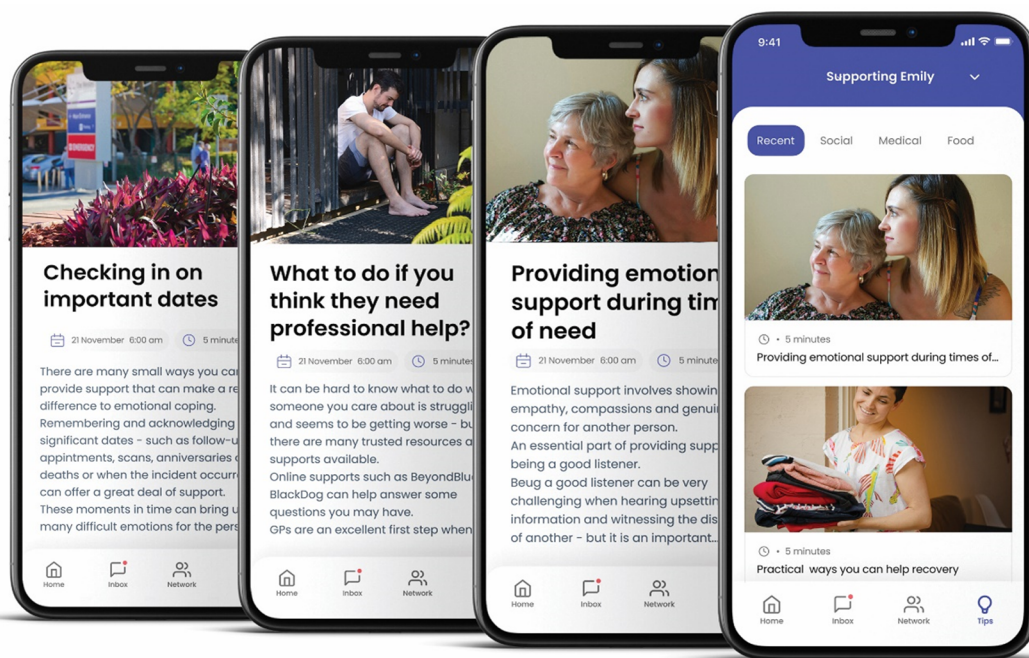 EMERGENCY
Checking in on
important dates
21 November 6:00 am
5 minute
There are many small ways you can
provide support that can make a re
difference to emotional coping.
Remembering and acknowledging
significant dates - such as follow-u
appintments, scans, anniversaries o
deaths or when the incident occurre
can offer a great deal of support.
These moments in time can bring u
many difficult emotions for the pers
Home
Inbox
Network
What to do if you
think they need
professional help?
21 November 6:00 am
5 minutes
It can be hard to know what to do w
someone you care about is struggli
and seems to be getting worse - bu
there are many trusted resources a
supports available.
Online supports such as BeyondBlu
BlackDog can help answer some
questions you may have.
GPs are an excellent first step when
Home
Inbox
Network
Providing emotion
support during tim
of need
21 November 6:00 am
5 minute
Emotional support involves showin
empathy, compassions and genui
concern for another person.
An essential part of providing supp
being a good listener.
Beug a good listener can be very
challenging when hearing upsettin
information and witnessing the dis
of another - but it is an important...
Home
Inbox
Network
9:41
Supporting Emily
Recent Social Medical Food
• 5 minutes
Providing emotional support during times of...
• 5 minutes
Practical ways you can help recovery
Home
Inbox
Network
Tips